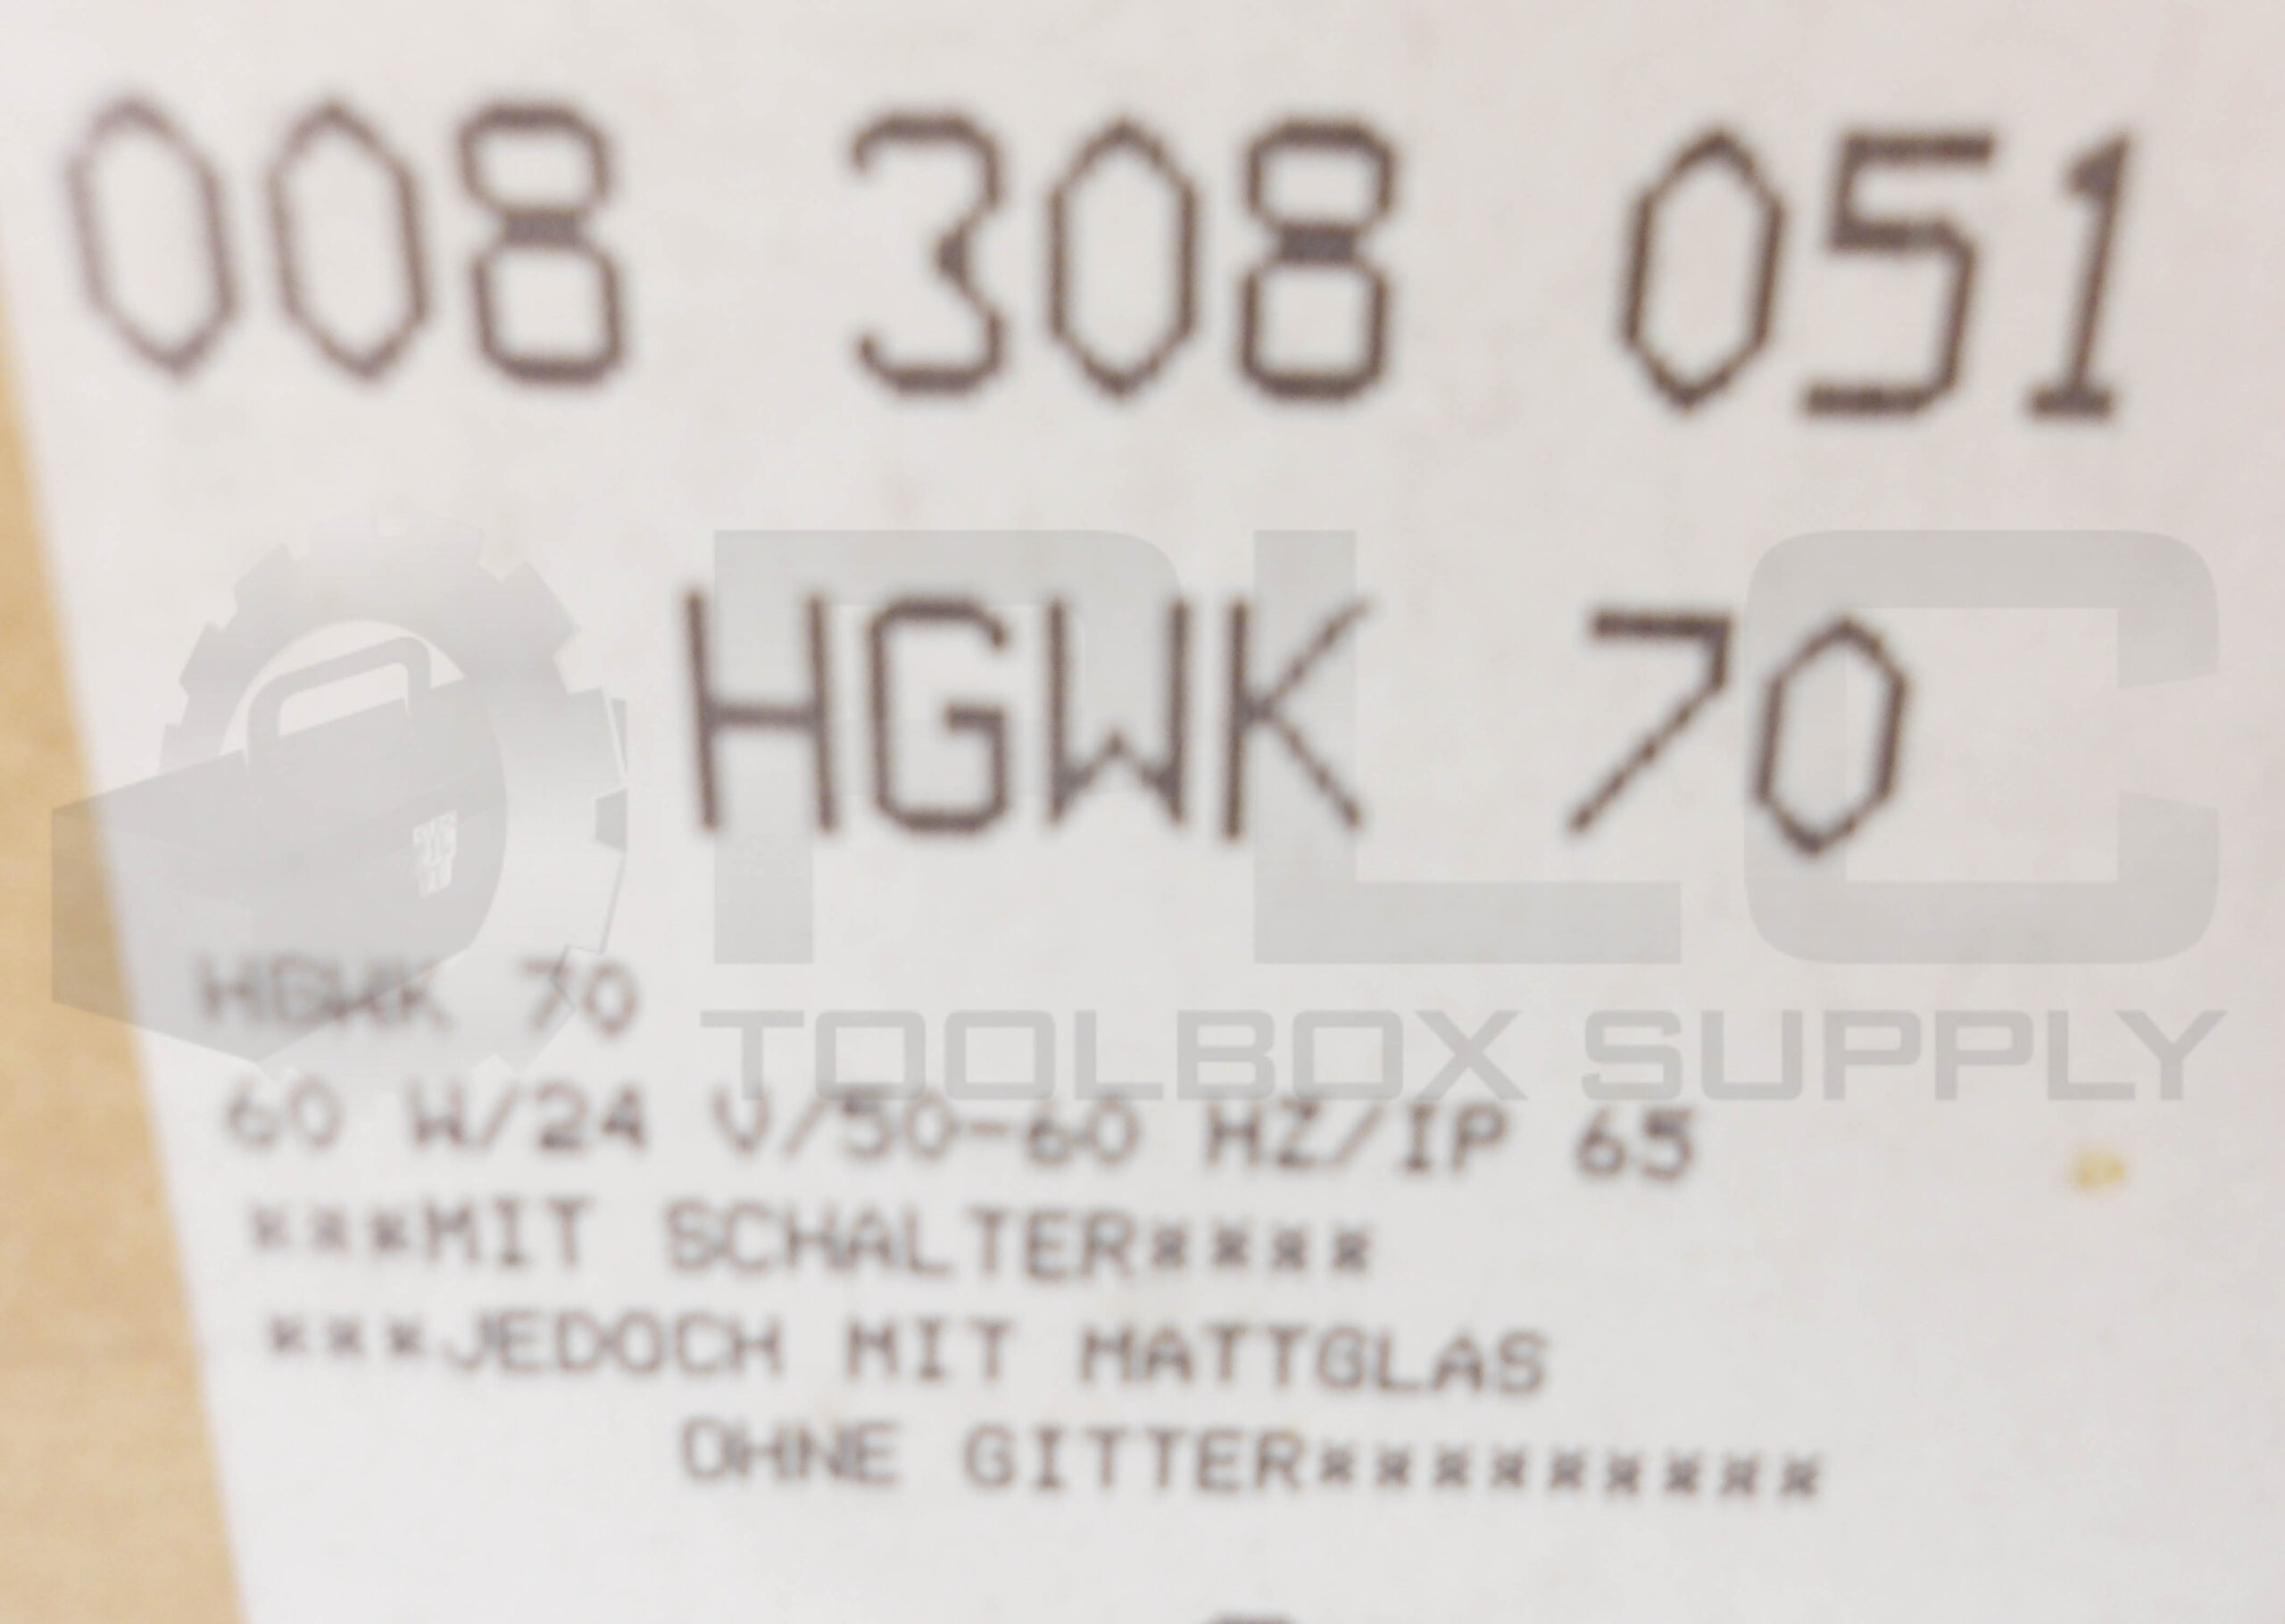 008 308 051
HGWK 70
PLC
TOOLBOX SUPPLY
HGWK 70
60 W/24 V/50-60 HZ/IP 65
***MIT SCHALTER****
***JEDOCH MIT MATTGLAS
OHNE GITTER*********